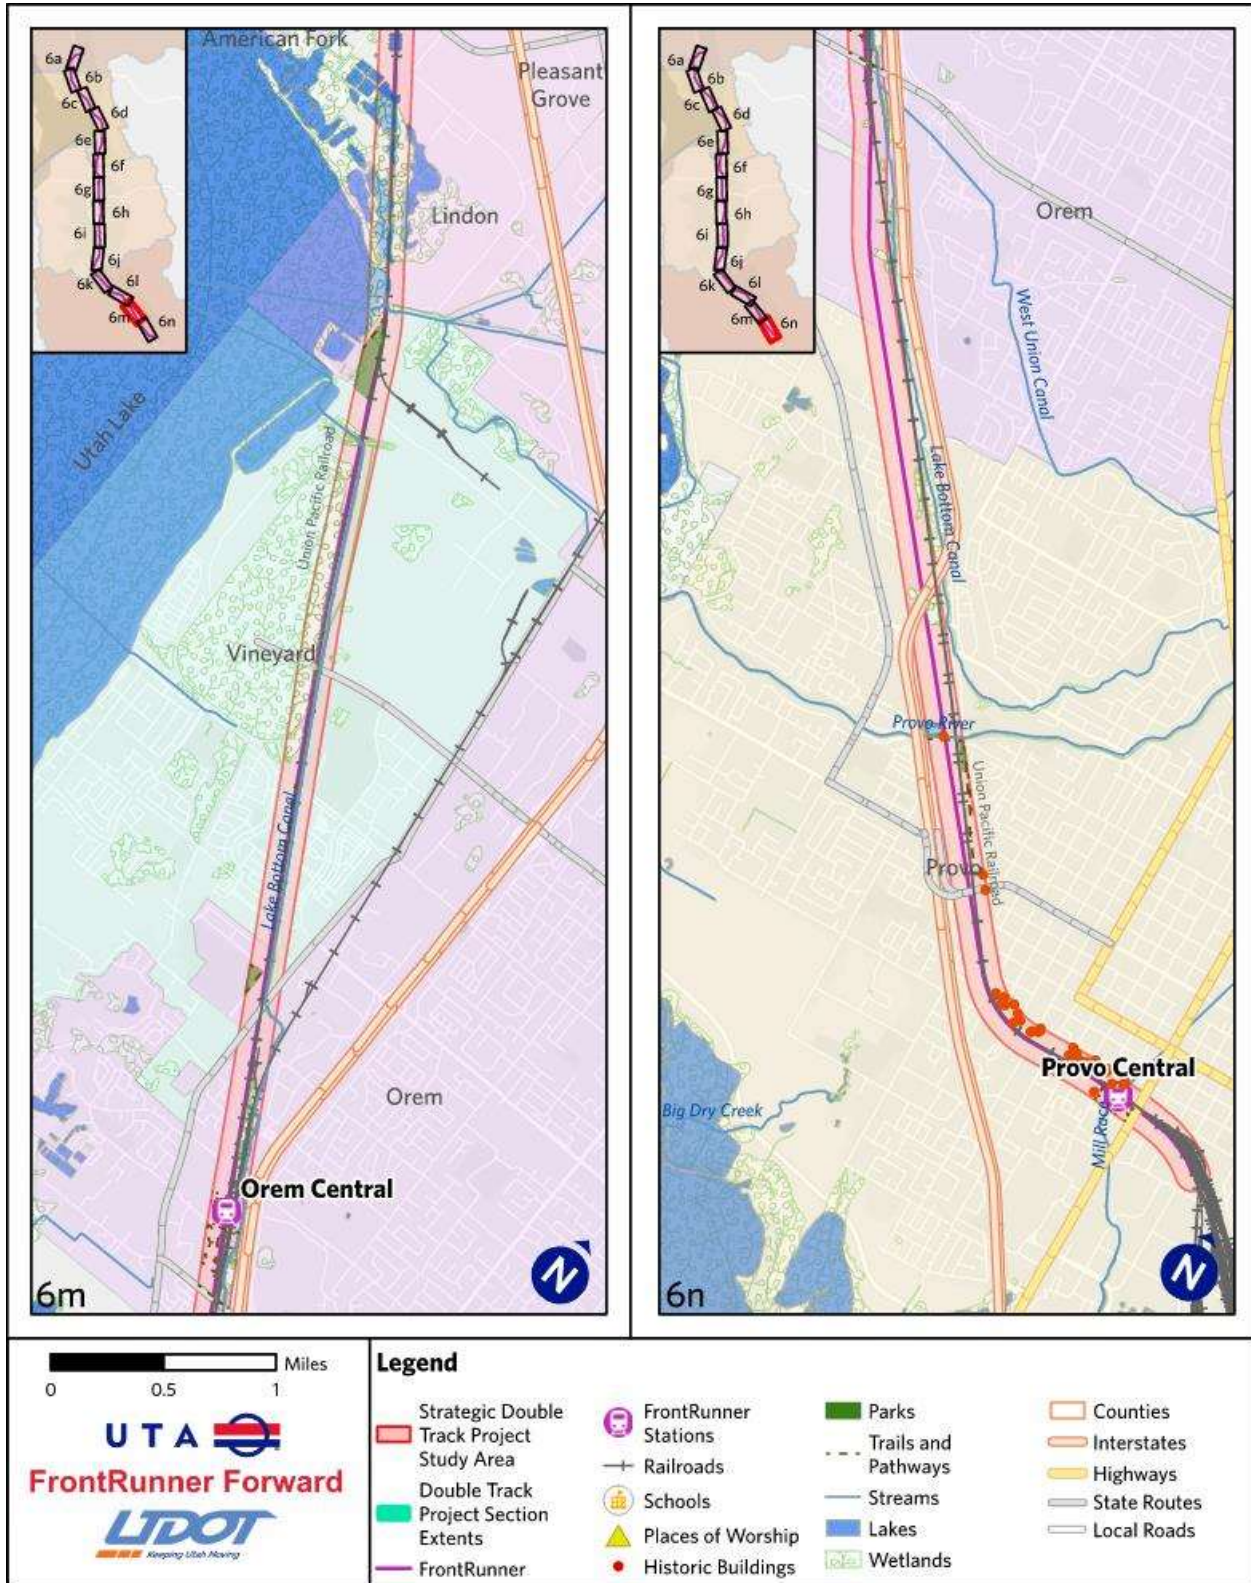 American Fork
Pleasant
Grove
6a
6b
6c
6d
6e
6f
6g
6h
6i
6j
6k
6l
6m
6n
Lindon
Utah Lake
Union Pacific Railroad
Vineyard
Lake Bottom Canal
Orem
Orem Central
N
6m
6a
6b
6c
6d
6e
6f
6g
6h
6i
6j
6k
6l
6m
6n
Orem
West Union Canal
Lake Bottom Canal
Provo River
Union Pacific Railroad
Provo
Provo Central
Big Dry Creek
Mill Race
N
6n
Miles
0 0.5 1
UTA
FrontRunner Forward
UDOT
Keeping Utah Moving
Legend
Strategic Double
Track Project
Study Area
Double Track
Project Section
Extents
FrontRunner
FrontRunner
Stations
Railroads
Schools
Places of Worship
Historic Buildings
Parks
Trails and
Pathways
Streams
Lakes
Wetlands
Counties
Interstates
Highways
State Routes
Local Roads